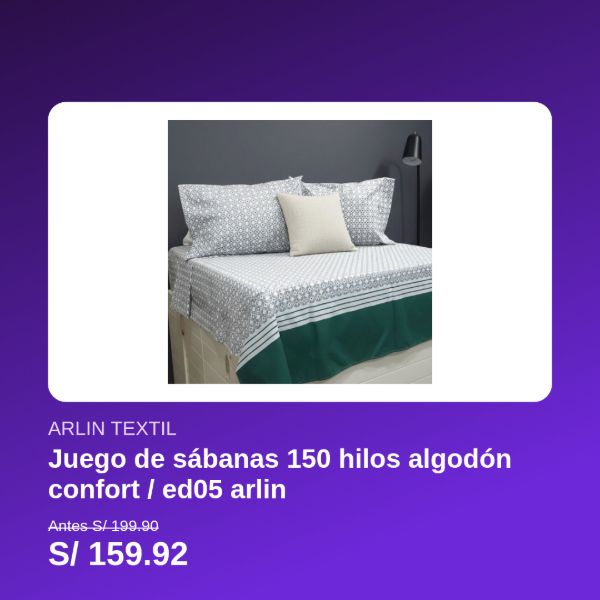 ARLIN TEXTIL
Juego de sábanas 150 hilos algodón
confort / ed05 arlin
Antes S/ 199.90
S/ 159.92